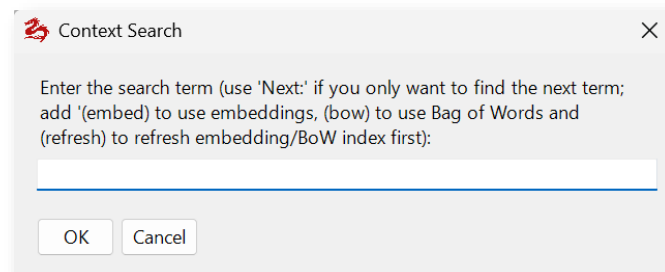 Context Search
Enter the search term (use 'Next:' if you only want to find the next term;
add '(embed) to use embeddings, (bow) to use Bag of Words and
(refresh) to refresh embedding/BoW index first):
OK Cancel